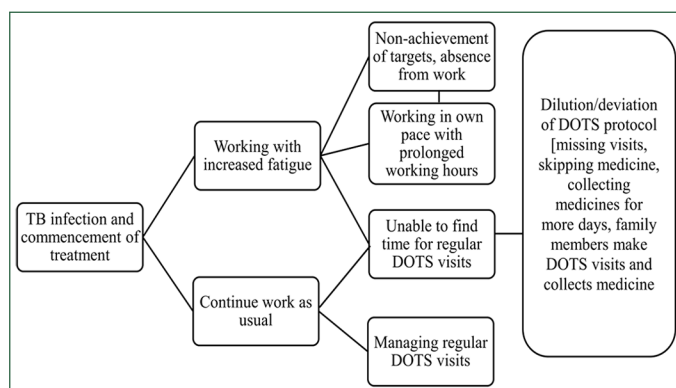 TB infection and
commencement of
treatment
Working with
increased fatigue
Continue work as
usual
Non-achievement
of targets, absence
from work
Working in own
pace with
prolonged
working hours
Unable to find
time for regular
DOTS visits
Managing regular
DOTS visits
Dilution/deviation
of DOTS protocol
[missing visits,
skipping medicine,
collecting
medicines for
more days, family
members make
DOTS visits and
collects medicine